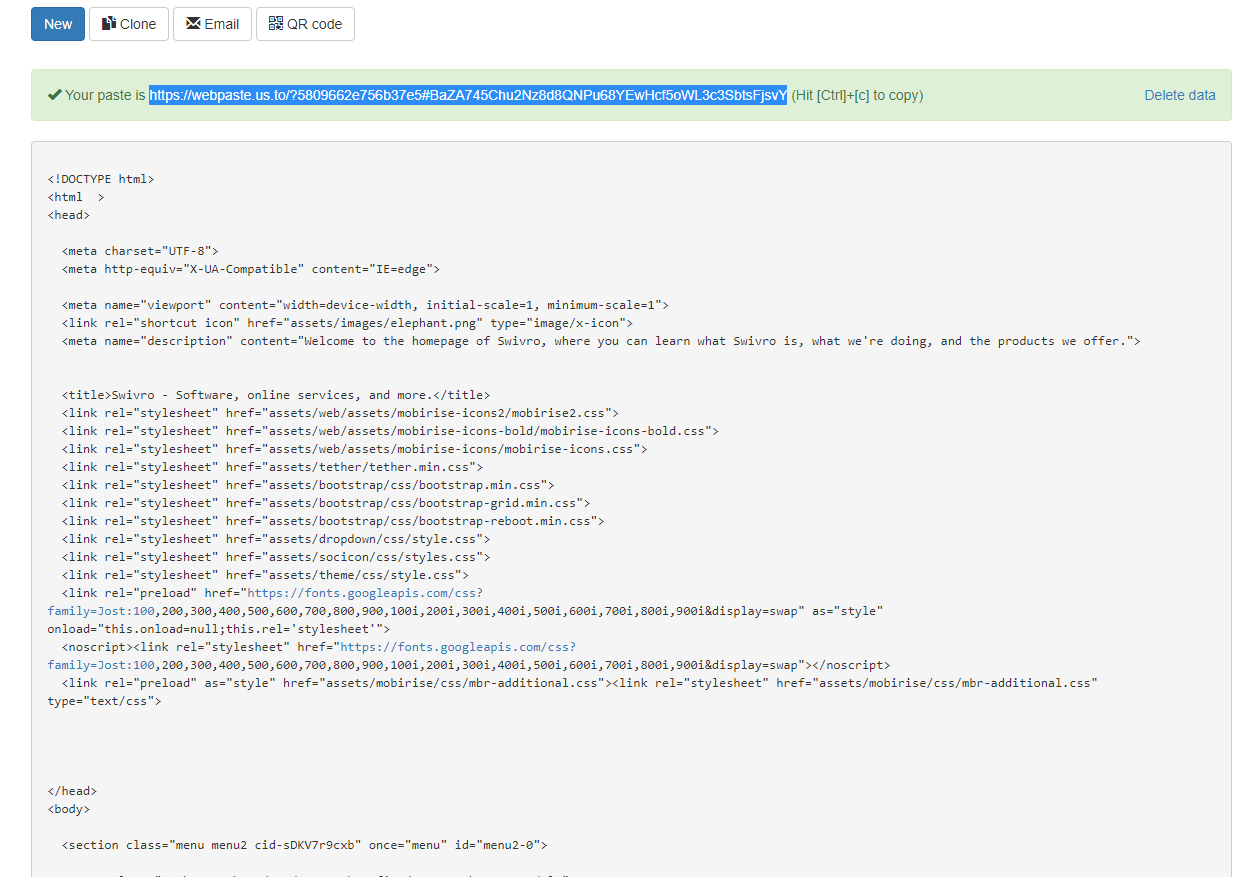 New Clone Email QR code
Your paste is https://webpaste.us.to/?5809662e756b37e5#BaZA745Chu2Nz8d8QNPu68YEwHcf5oWL3c3SbtsFjsvY (Hit [Ctrl]+[c] to copy) Delete data
<!DOCTYPE html>
<html  >
<head>
  <meta charset="UTF-8">
  <meta http-equiv="X-UA-Compatible" content="IE=edge">
  <meta name="viewport" content="width=device-width, initial-scale=1, minimum-scale=1">
  <link rel="shortcut icon" href="assets/images/elephant.png" type="image/x-icon">
  <meta name="description" content="Welcome to the homepage of Swivro, where you can learn what Swivro is, what we're doing, and the products we offer.">
  <title>Swivro - Software, online services, and more.</title>
  <link rel="stylesheet" href="assets/web/assets/mobirise-icons2/mobirise2.css">
  <link rel="stylesheet" href="assets/web/assets/mobirise-icons-bold/mobirise-icons-bold.css">
  <link rel="stylesheet" href="assets/web/assets/mobirise-icons/mobirise-icons.css">
  <link rel="stylesheet" href="assets/tether/tether.min.css">
  <link rel="stylesheet" href="assets/bootstrap/css/bootstrap.min.css">
  <link rel="stylesheet" href="assets/bootstrap/css/bootstrap-grid.min.css">
  <link rel="stylesheet" href="assets/bootstrap/css/bootstrap-reboot.min.css">
  <link rel="stylesheet" href="assets/dropdown/css/style.css">
  <link rel="stylesheet" href="assets/socicon/css/styles.css">
  <link rel="stylesheet" href="assets/theme/css/style.css">
  <link rel="preload" href="https://fonts.googleapis.com/css?
family=Jost:100,200,300,400,500,600,700,800,900,100i,200i,300i,400i,500i,600i,700i,800i,900i&display=swap" as="style"
onload="this.onload=null;this.rel='stylesheet'">
  <noscript><link rel="stylesheet" href="https://fonts.googleapis.com/css?
family=Jost:100,200,300,400,500,600,700,800,900,100i,200i,300i,400i,500i,600i,700i,800i,900i&display=swap"></noscript>
  <link rel="preload" as="style" href="assets/mobirise/css/mbr-additional.css"><link rel="stylesheet" href="assets/mobirise/css/mbr-additional.css"
type="text/css">
</head>
<body>
  <section class="menu menu2 cid-sDKV7r9cxb" once="menu" id="menu2-0">